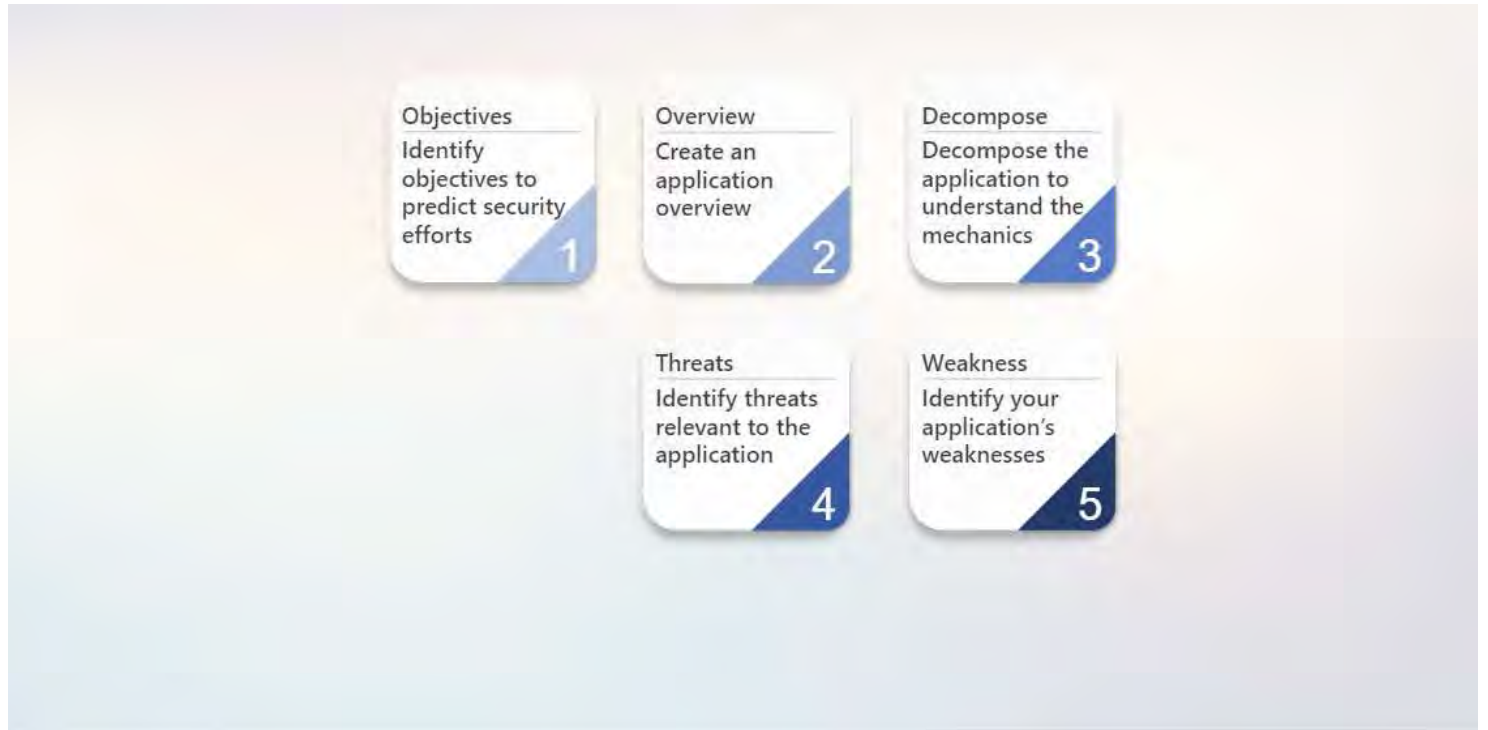 Objectives
Identify
objectives to
predict security
efforts
1
Overview
Create an
application
overview
2
Decompose
Decompose the
application to
understand the
mechanics
3
Threats
Identify threats
relevant to the
application
4
Weakness
Identify your
application’s
weaknesses
5